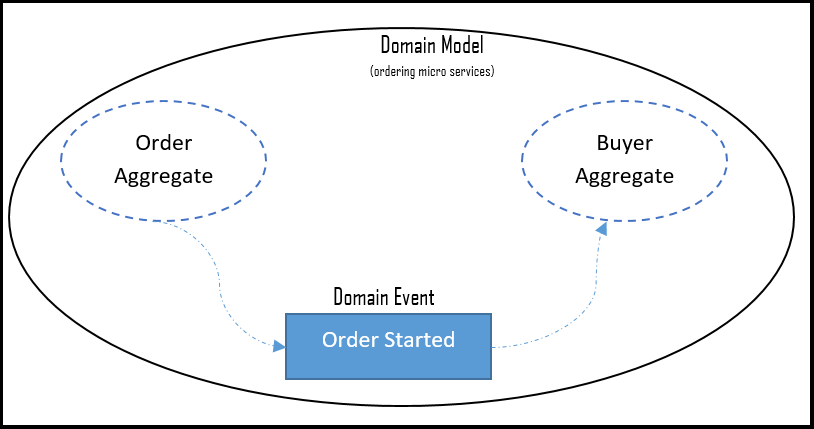 Domain Model
(ordering micro services)
Order
Aggregate
Buyer
Aggregate
Domain Event
Order Started